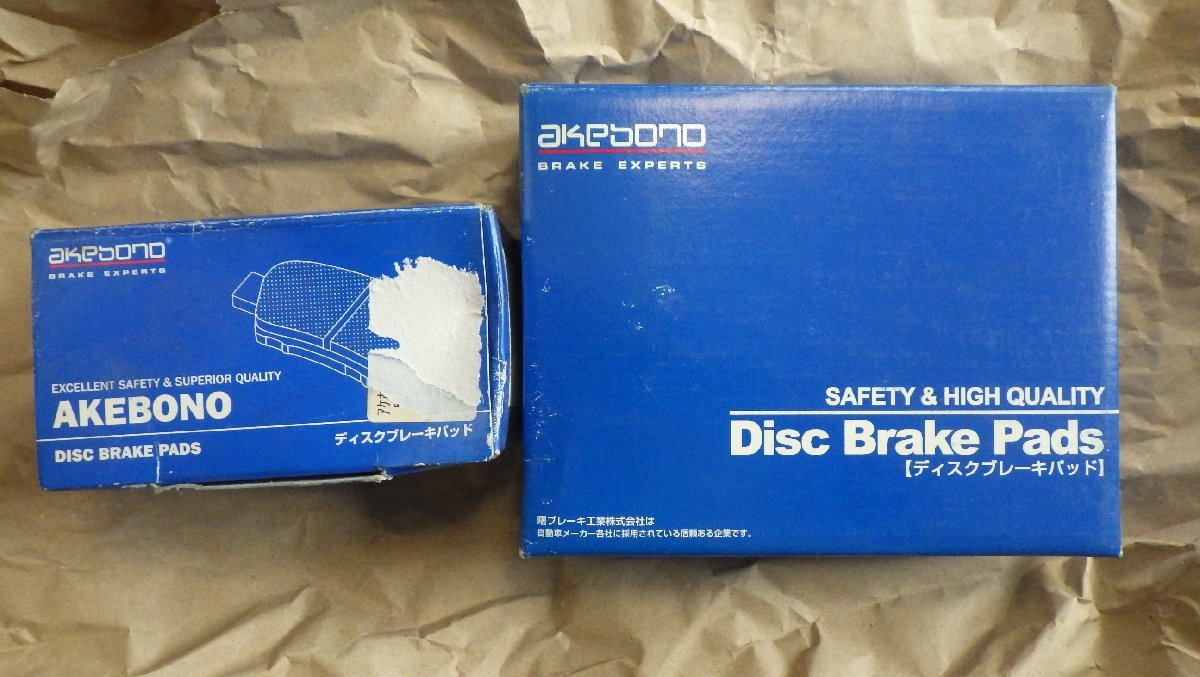 akebono®
BRAKE EXPERTS
EXCELLENT SAFETY & SUPERIOR QUALITY
AKEBONO
DISC BRAKE PADS
ディスクブレーキパッド
akebono
BRAKE EXPERTS
SAFETY & HIGH QUALITY
Disc Brake Pads
【ディスクブレーキパッド】
曙ブレーキ工業株式会社は
自動車メーカー各社に採用されている信頼ある企業です。